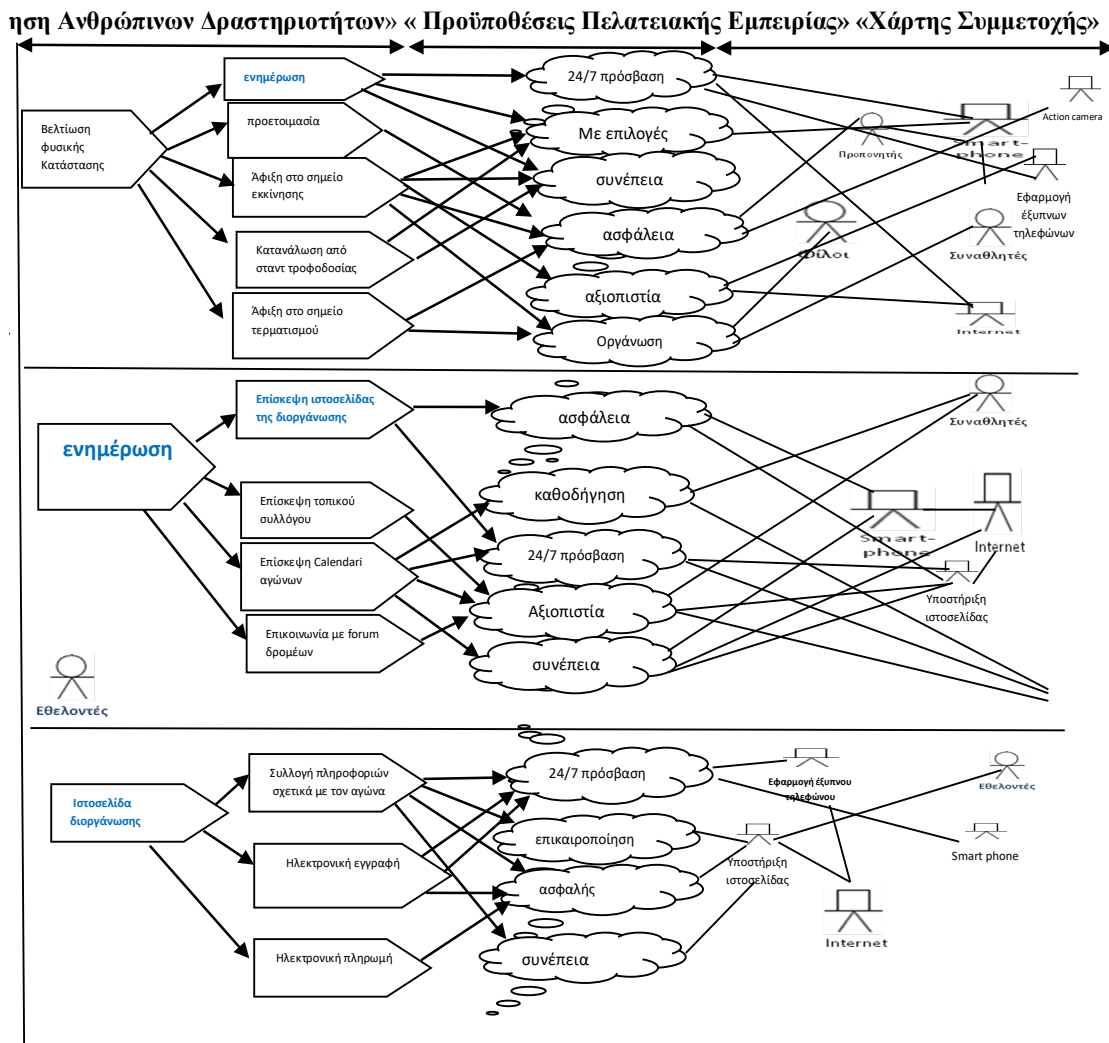 ηση Ανθρώπινων Δραστηριοτήτων» « Προϋποθέσεις Πελατειακής Εμπειρίας» «Χάρτης Συμμετοχής»
Βελτίωση
φυσικής
Κατάστασης
ενημέρωση
προετοιμασία
Άφιξη στο σημείο
εκκίνησης
Κατανάλωση από
σταντ τροφοδοσίας
Άφιξη στο σημείο
τερματισμού
24/7 πρόσβαση
Με επιλογές
συνέπεια
ασφάλεια
αξιοπιστία
Οργάνωση
Προπονητής
Smart-
phone
Action camera
Εφαρμογή
έξυπνων
τηλεφώνων
Φίλοι
Συναθλητές
Internet
ενημέρωση
Επίσκεψη ιστοσελίδας
της διοργάνωσης
Επίσκεψη τοπικού
συλλόγου
Επίσκεψη Calendari
αγώνων
Επικοινωνία με forum
δρομέων
ασφάλεια
καθοδήγηση
24/7 πρόσβαση
Αξιοπιστία
συνέπεια
Συναθλητές
Smart-
phone
Internet
Υποστήριξη
ιστοσελίδας
Εθελοντές
Ιστοσελίδα
διοργάνωσης
Συλλογή πληροφοριών
σχετικά με τον αγώνα
Ηλεκτρονική εγγραφή
Ηλεκτρονική πληρωμή
24/7 πρόσβαση
επικαιροποίηση
ασφαλής
συνέπεια
Εφαρμογή έξυπνου
τηλεφώνου
Εθελοντές
Υποστήριξη
ιστοσελίδας
Smart phone
Internet